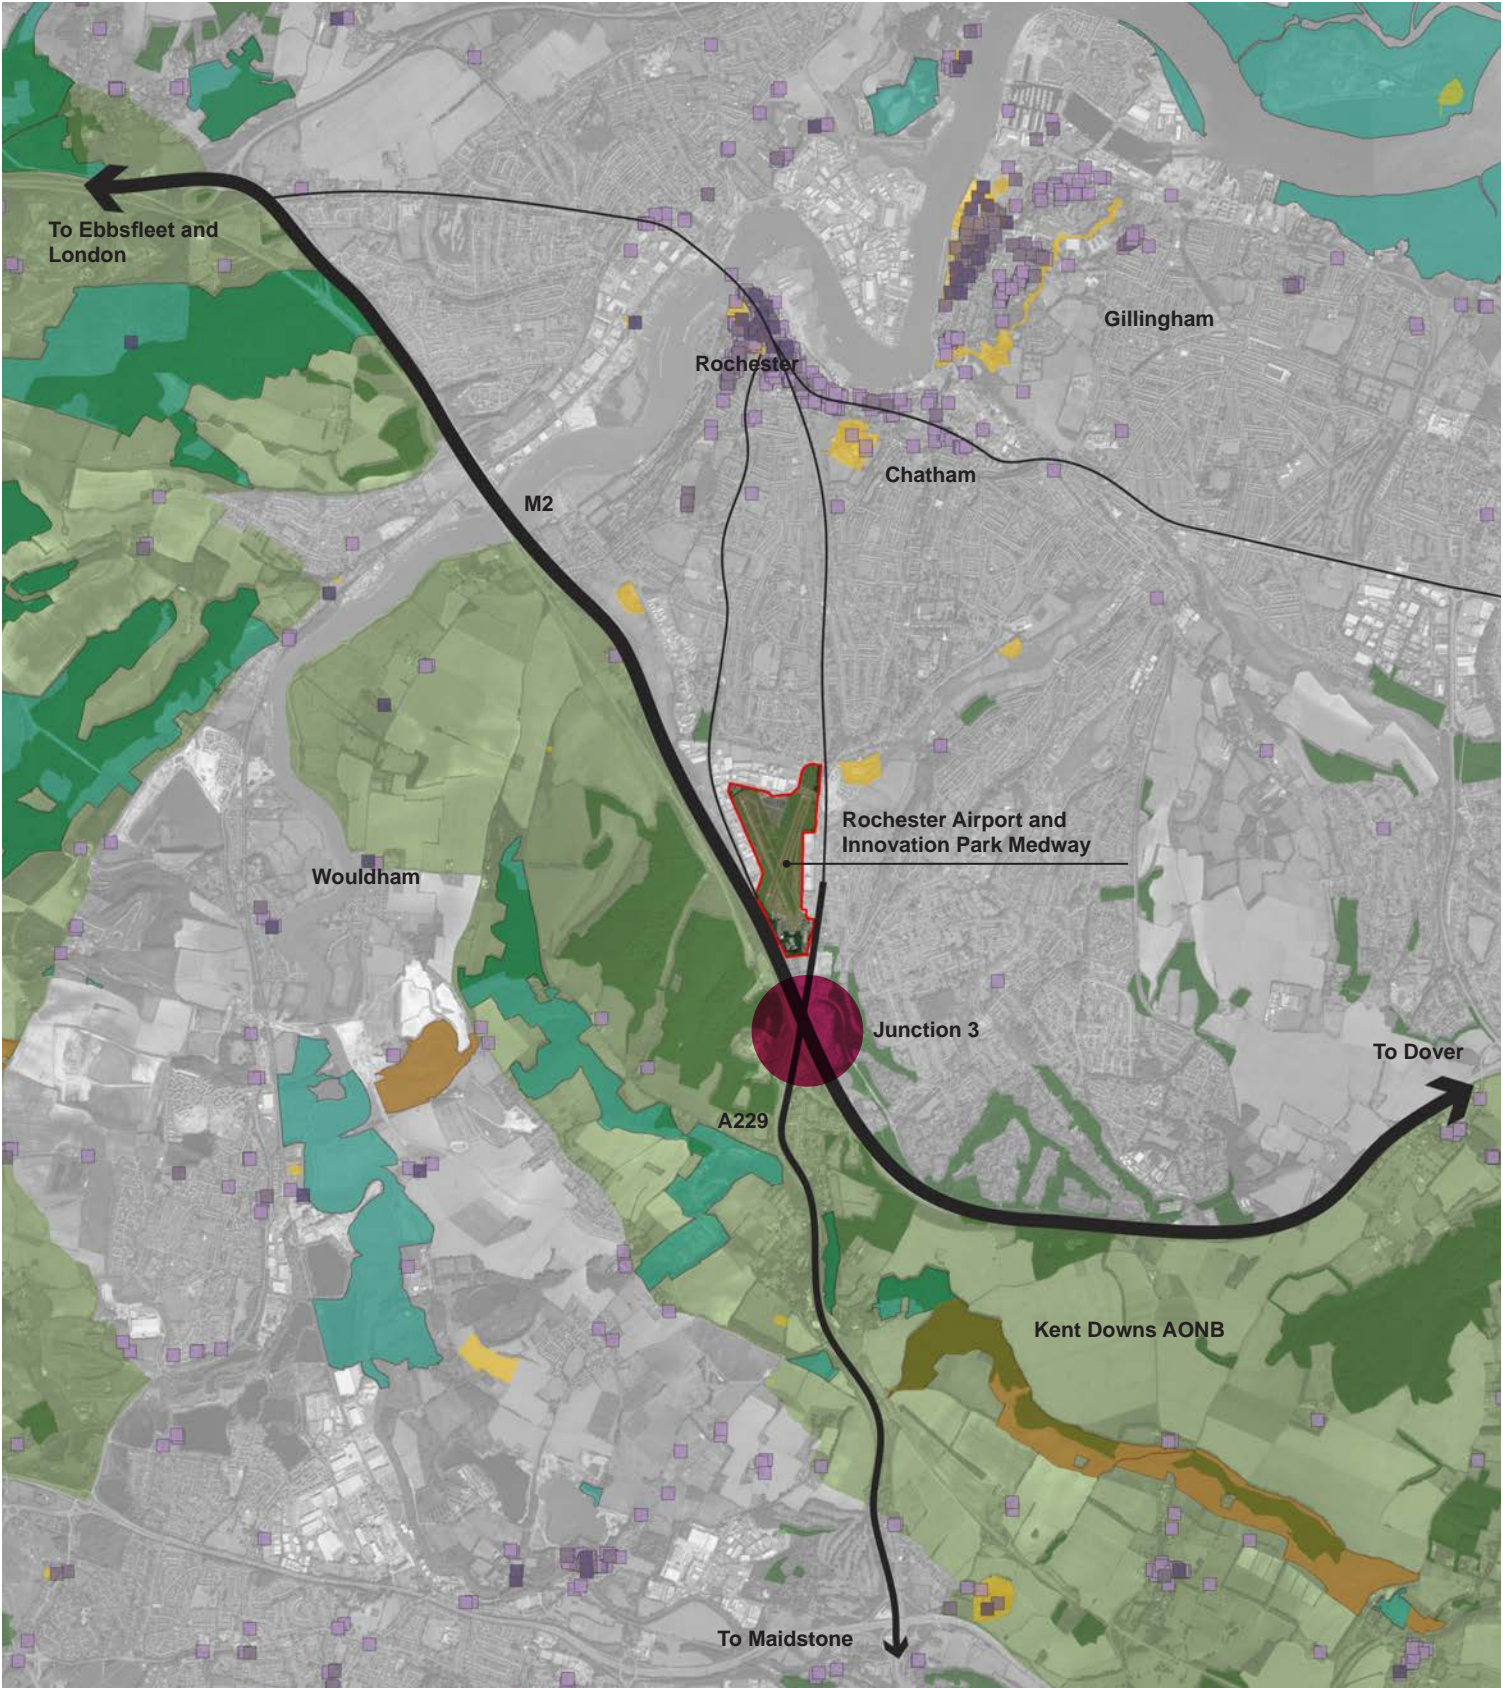 To Ebbsfleet and
London
Gillingham
Rochester
Chatham
M2
Rochester Airport and
Innovation Park Medway
Wouldham
Junction 3
To Dover
A229
Kent Downs AONB
To Maidstone